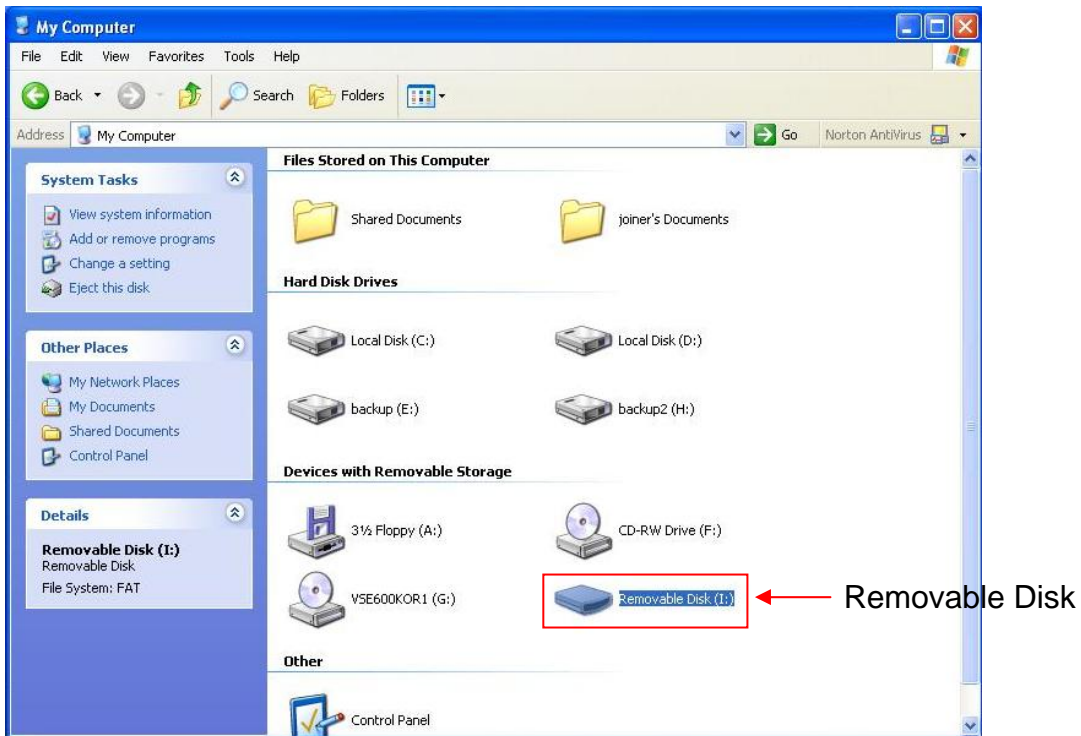 My Computer
File Edit View Favorites Tools Help
Back Search Folders
Address My Computer Go Norton AntiVirus
System Tasks
View system information
Add or remove programs
Change a setting
Eject this disk
Other Places
My Network Places
My Documents
Shared Documents
Control Panel
Details
Removable Disk (I:)
Removable Disk
File System: FAT
Files Stored on This Computer
Shared Documents joiner's Documents
Hard Disk Drives
Local Disk (C:) Local Disk (D:)
backup (E:) backup2 (H:)
Devices with Removable Storage
3½ Floppy (A:) CD-RW Drive (F:)
VSE600KOR1 (G:) Removable Disk (I:) Removable Disk
Other
Control Panel